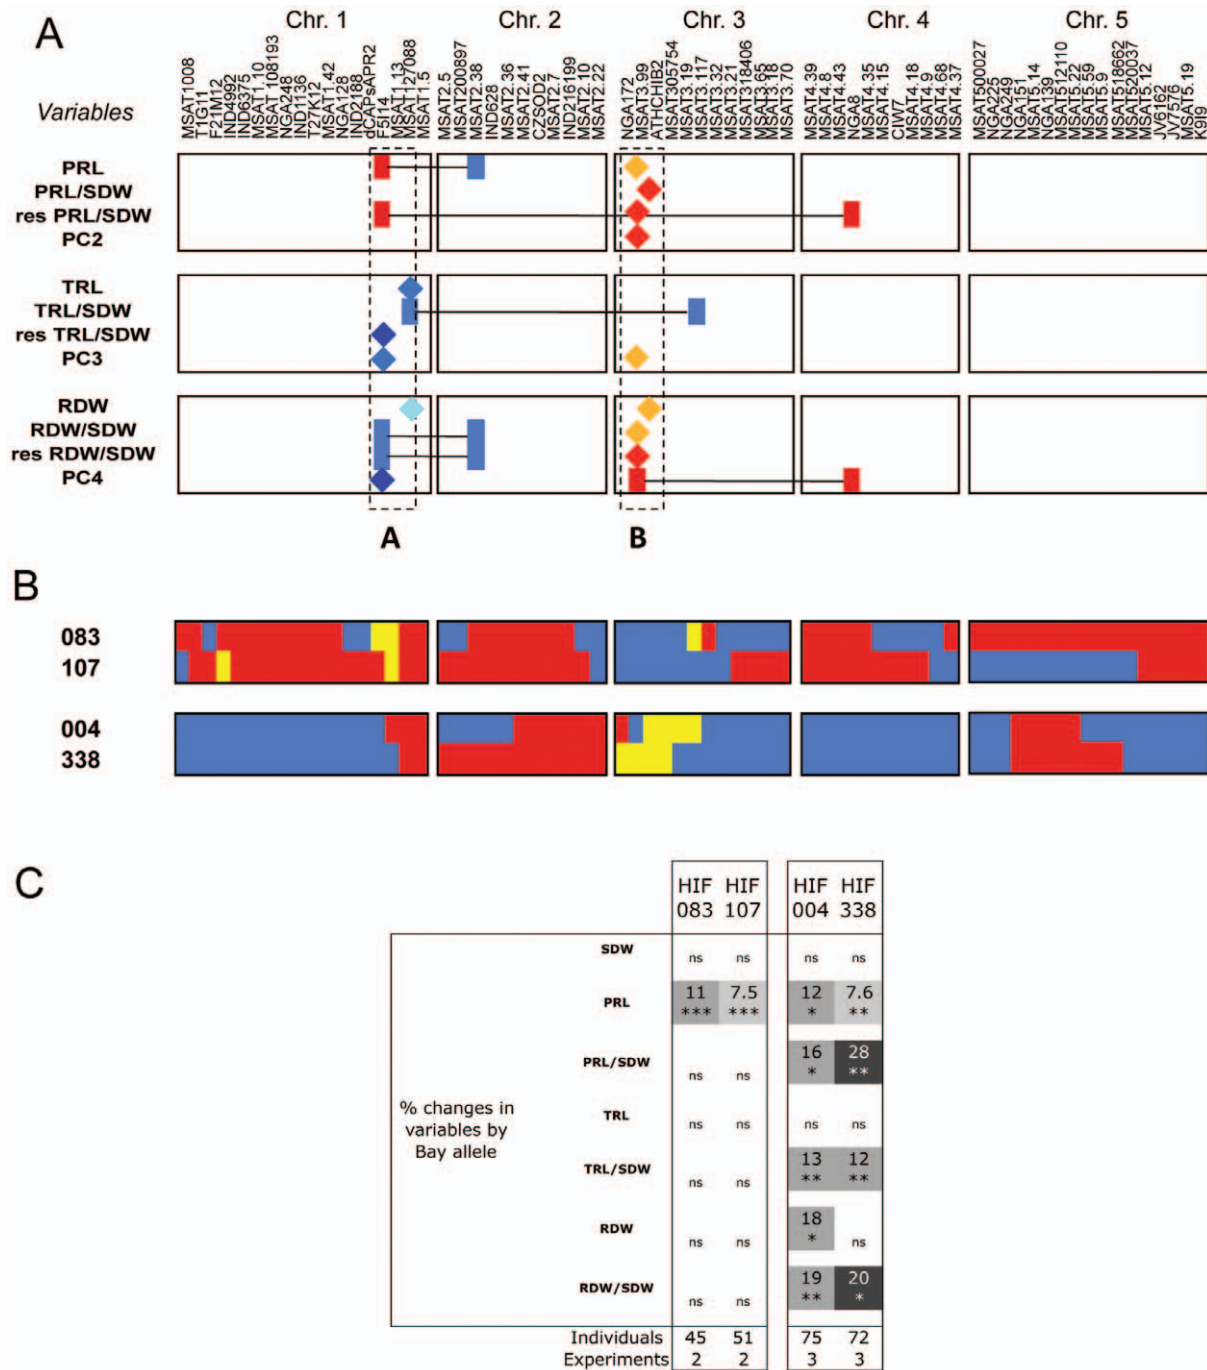 A
Chr. 1 Chr. 2 Chr. 3 Chr. 4 Chr. 5
Variables
MSAT1008
T1G11
F21M12
IND4992
IND6375
MSAT1.10
MSAT 108193
NGA248
IND1136
T27K12
MSAT1.42
NGA128
IND2188
dCAPsAPR2
F5I14
MSAT1.13
MSAT127088
MSAT1.5
MSAT2.5
MSAT200897
MSAT2.38
IND628
MSAT2.36
MSAT2.41
CZSOD2
MSAT2.7
IND216199
MSAT2.10
MSAT2.22
NGA172
MSAT3.99
ATHCHIB2
MSAT305754
MSAT3.19
MSAT3.117
MSAT3.32
MSAT3.21
MSAT318406
MSAT3.65
MSAT3.18
MSAT3.70
MSAT4.39
MSAT4.8
MSAT4.43
NGA8
MSAT4.35
MSAT4.15
CIW7
MSAT4.18
MSAT4.9
MSAT4.68
MSAT4.37
MSAT500027
NGA225
NGA249
NGA151
MSAT5.14
NGA139
MSAT512110
MSAT5.22
MSAT5.59
MSAT5.9
MSAT518662
MSAT520037
MSAT5.12
JV6162
JV7576
MSAT5.19
K9I9
PRL
PRL/SDW
res PRL/SDW
PC2
TRL
TRL/SDW
res TRL/SDW
PC3
RDW
RDW/SDW
res RDW/SDW
PC4
A B
B
083
107
004
338
C
HIF HIF HIF HIF
083 107 004 338
SDW ns ns ns ns
PRL 11 7.5 12 7.6
*** *** * **
PRL/SDW ns ns 16 28
* **
% changes in
variables by
Bay allele
TRL ns ns ns ns
TRL/SDW ns ns 13 12
** **
RDW ns ns 18 ns
*
RDW/SDW ns ns 19 20
** *
Individuals 45 51 75 72
Experiments 2 2 3 3